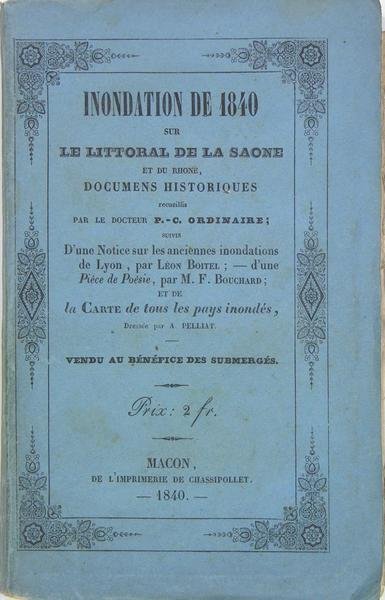 INONDATION DE 1840
SUR
LE LITTORAL DE LA SAONE
ET DU RHONE,
DOCUMENS HISTORIQUES
recueillis
PAR LE DOCTEUR P.-C. ORDINAIRE;
SUIVIS
D'une Notice sur les anciennes inondations
de Lyon, par LÉON BOITEL; — d'une
Pièce de Poësie, par M. F. BOUCHARD;
ET DE
la CARTE de tous les pays inondés,
Dressée par A. PELLIAT.
VENDU AU BÉNÉFICE DES SUBMERGÉS.
Prix: 2 fr.
MACON,
DE L'IMPRIMERIE DE CHASSIPOLLET.
— 1840. —